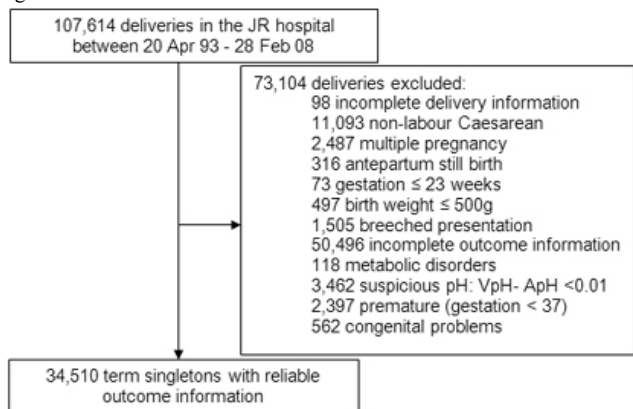 107,614 deliveries in the JR hospital
between 20 Apr 93 - 28 Feb 08
73,104 deliveries excluded:
98 incomplete delivery information
11,093 non-labour Caesarean
2,487 multiple pregnancy
316 antepartum still birth
73 gestation ≤ 23 weeks
497 birth weight ≤ 500g
1,505 breeched presentation
50,496 incomplete outcome information
118 metabolic disorders
3,462 suspicious pH: VpH- ApH <0.01
2,397 premature (gestation < 37)
562 congenital problems
34,510 term singletons with reliable
outcome information